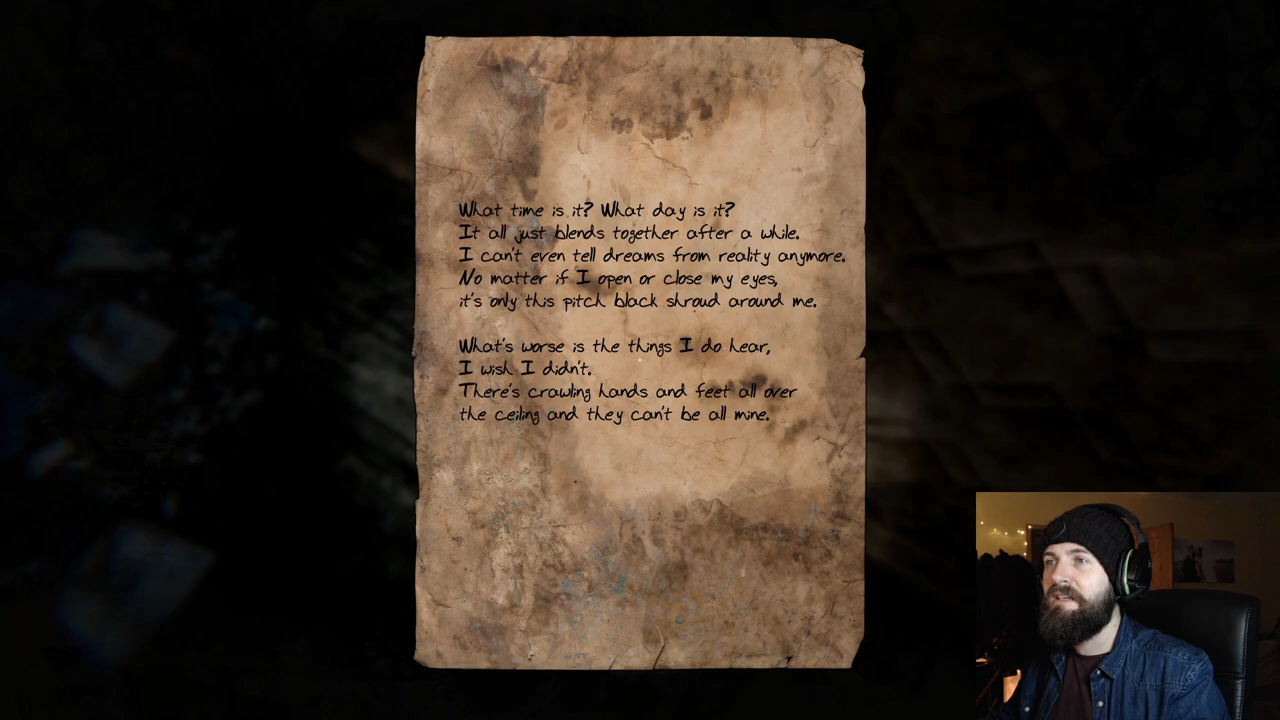 What time is it? What day is it?
It all just blends together after a while.
I can't even tell dreams from reality anymore.
No matter if I open or close my eyes,
it's only this pitch black shroud around me.
What's worse is the things I do hear,
I wish I didn't.
There's crawling hands and feet all over
the ceiling and they can't be all mine.